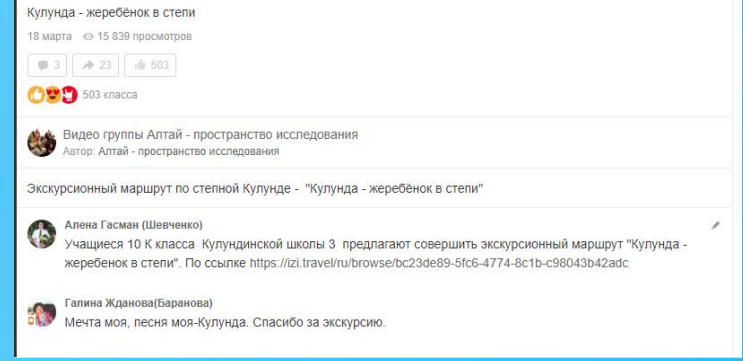 Кулунда - жеребёнок в степи
18 марта 15 839 просмотров
3 23 503
503 класса
Видео группы Алтай - пространство исследования
Автор: Алтай - пространство исследования
Экскурсионный маршрут по степной Кулунде - "Кулунда - жеребёнок в степи"
Алена Гасман (Шевченко)
Учащиеся 10 К класса Кулундинской школы 3 предлагают совершить экскурсионный маршрут "Кулунда -
жеребенок в степи". По ссылке https://izi.travel/ru/browse/bc23de89-5fc6-4774-8c1b-c98043b42adc
Галина Жданова(Баранова)
Мечта моя, песня моя-Кулунда. Спасибо за экскурсию.